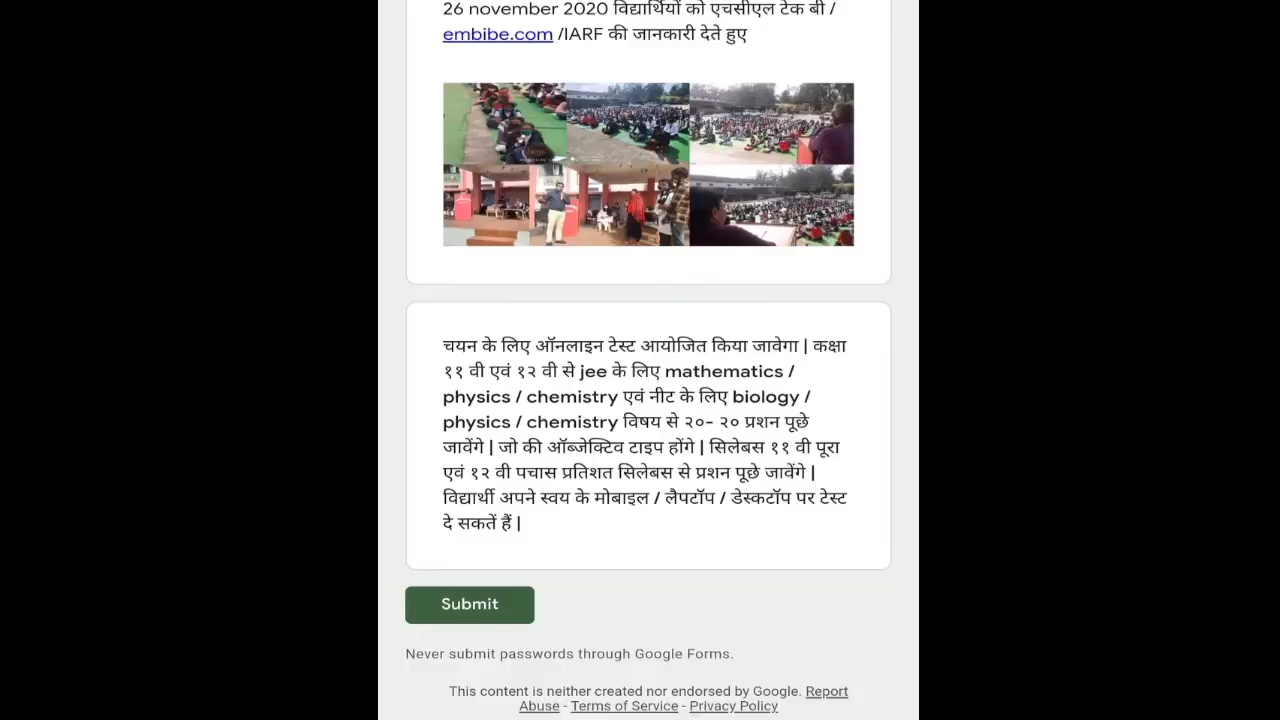 26 november 2020 विद्यार्थियों को एचसीएल टेक बी /
embibe.com /IARF की जानकारी देते हुए
चयन के लिए ऑनलाइन टेस्ट आयोजित किया जावेगा | कक्षा
११ वी एवं १२ वी से jee के लिए mathematics /
physics / chemistry एवं नीट के लिए biology /
physics / chemistry विषय से २०- २० प्रशन पूछे
जावेंगे | जो की ऑब्जेक्टिव टाइप होंगे | सिलेबस ११ वी पूरा
एवं १२ वी पचास प्रतिशत सिलेबस से प्रशन पूछे जावेंगे |
विद्यार्थी अपने स्वय के मोबाइल / लैपटॉप / डेस्कटॉप पर टेस्ट
दे सकतें हैं |
Submit
Never submit passwords through Google Forms.
This content is neither created nor endorsed by Google. Report
Abuse - Terms of Service - Privacy Policy